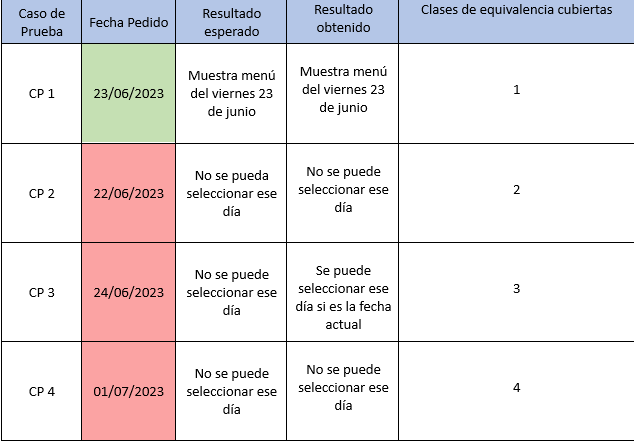 Caso de
Prueba
Fecha Pedido
Resultado
esperado
Resultado
obtenido
Clases de equivalencia cubiertas
CP 1
23/06/2023
Muestra menú
del viernes 23
de junio
Muestra menú
del viernes 23
de junio
1
CP 2
22/06/2023
No se pueda
seleccionar ese
día
No se puede
seleccionar ese
día
2
CP 3
24/06/2023
No se puede
seleccionar ese
día
Se puede
seleccionar ese
día si es la fecha
actual
3
CP 4
01/07/2023
No se puede
seleccionar ese
día
No se puede
seleccionar ese
día
4